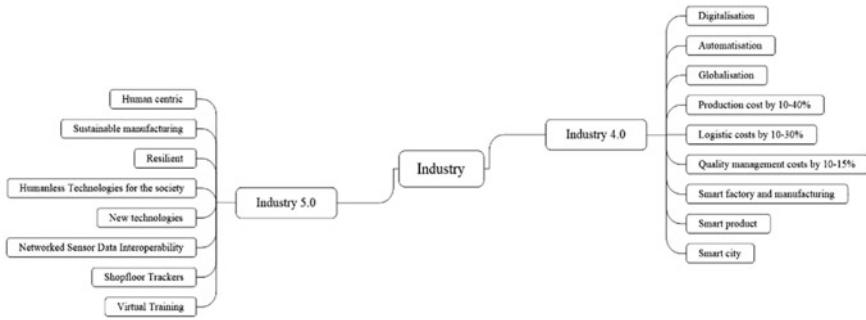 Industry
Industry 5.0
Human centric
Sustainable manufacturing
Resilient
Humanless Technologies for the society
New technologies
Networked Sensor Data Interoperability
Shopfloor Trackers
Virtual Training
Industry 4.0
Digitalisation
Automatisation
Globalisation
Production cost by 10-40%
Logistic costs by 10-30%
Quality management costs by 10-15%
Smart factory and manufacturing
Smart product
Smart city